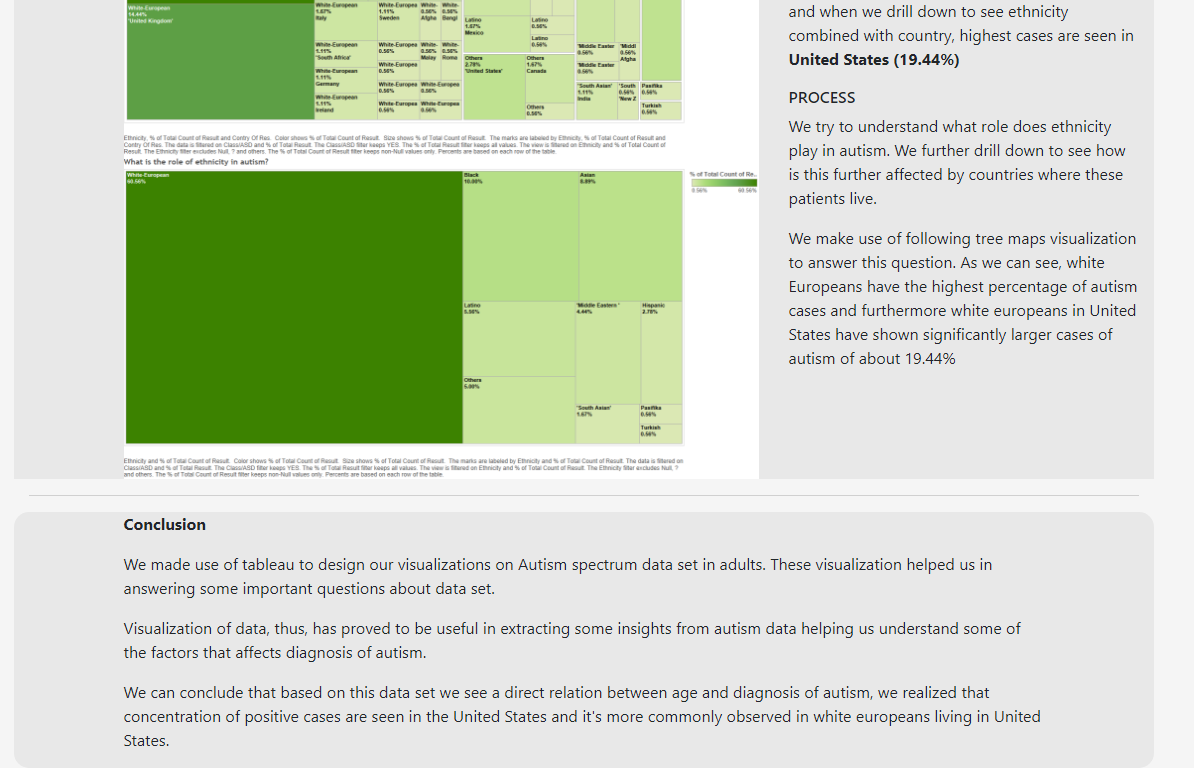 White-European
14.44%
'United Kingdom'
White-European
1.67%
Italy
White-Europea
1.11%
Sweden
White-
0.56%
Afgha
White-
0.56%
Bangl
White-European
1.11%
'South Africa'
White-Europea
0.56%
White-
0.56%
Malay
White-
0.56%
Roma
White-Europea
0.56%
White-European
1.11%
Germany
White-Europea
0.56%
White-Europea
0.56%
White-European
1.11%
Ireland
White-Europea
0.56%
White-Europea
0.56%
Latino
1.67%
Mexico
Latino
0.56%
Latino
0.56%
Others
2.78%
'United States'
Others
1.67%
Canada
Others
0.56%
'Middle Easter
0.56%
'Middl
0.56%
Afgha
'Middle Easter
0.56%
'South Asian'
1.11%
India
'South
0.56%
'New Z
Pasifika
0.56%
Turkish
0.56%
Ethnicity, % of Total Count of Result and Contry Of Res. Color shows % of Total Count of Result. Size shows % of Total Count of Result. The marks are labeled by Ethnicity, % of Total Count of Result and
Contry Of Res. The data is filtered on Class/ASD and % of Total Result. The Class/ASD filter keeps YES. The % of Total Result filter keeps all values. The view is filtered on Ethnicity and % of Total Count of
Result. The Ethnicity filter excludes Null, ? and others. The % of Total Count of Result filter keeps non-Null values only. Percents are based on each row of the table.
What is the role of ethnicity in autism?
White-European
60.56%
Black
10.00%
Asian
8.89%
Latino
5.56%
'Middle Eastern '
4.44%
Hispanic
2.78%
Others
5.00%
'South Asian'
1.67%
Pasifika
0.56%
Turkish
0.56%
% of Total Count of Re..
0.56% 60.56%
Ethnicity and % of Total Count of Result. Color shows % of Total Count of Result. Size shows % of Total Count of Result. The marks are labeled by Ethnicity and % of Total Count of Result. The data is filtered on
Class/ASD and % of Total Result. The Class/ASD filter keeps YES. The % of Total Result filter keeps all values. The view is filtered on Ethnicity and % of Total Count of Result. The Ethnicity filter excludes Null, ?
and others. The % of Total Count of Result filter keeps non-Null values only. Percents are based on each row of the table.
and on further drill down with ethnicity
combined with country, highest cases are seen in
United States (19.44%)
PROCESS
We try to find out what what role does ethnicity
play in autism and further drill down to see how
is this further affected by countries where these
patients live.
We make use of following tree maps visualization
to answer this question. As we can see, white
Europeans have the highest percentage of autism
cases and furthermore white europeans in United
States have shown significantly larger cases of
autism of about 19.44%
Conclusion
We made use of tableau to design our visualizations on Autism spectrum data set in adults. These visualization helped us in
answering some important questions about data set.
Visualization of data, thus, has proved to be useful in extracting some insights from autism data helping us understand some of
the factors that affects diagnosis of autism.
We can conclude that based on this data set we see a direct relation between age and diagnosis of autism, we realized that
concentration of positive cases are seen in the United States and it's more commonly observed in white europeans living in United
States.